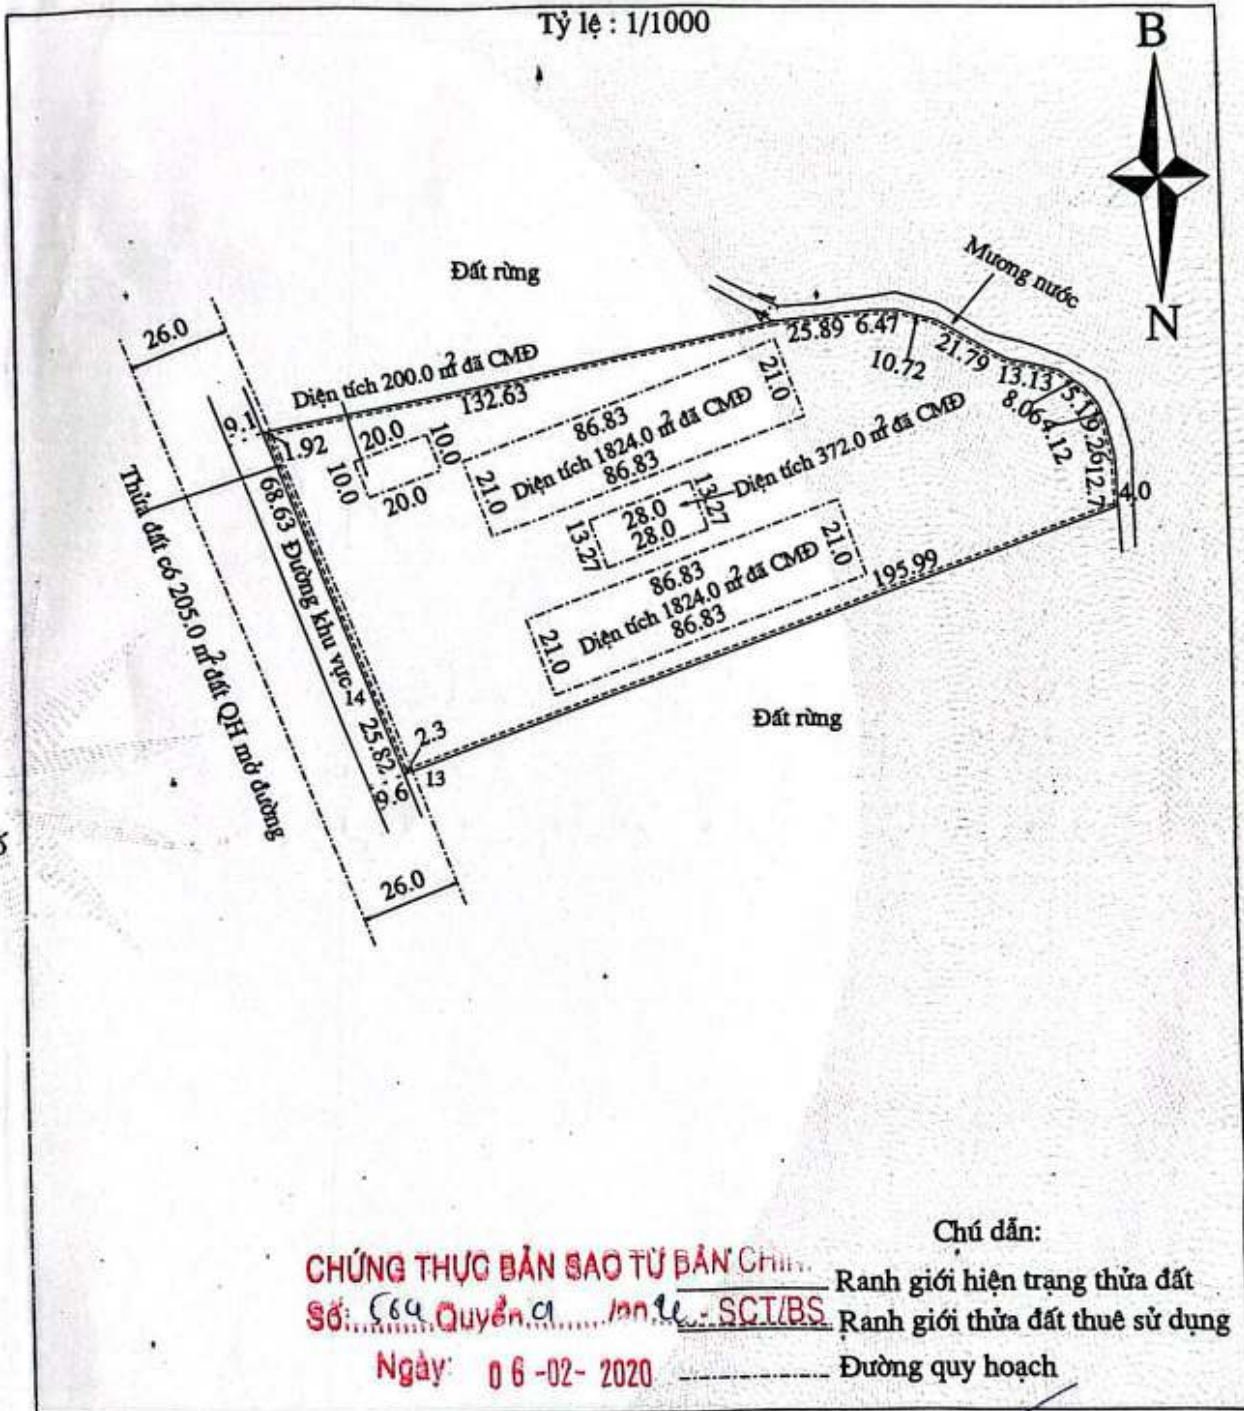 Tỷ lệ : 1/1000
B
N
Đất rừng
Mương nước
26.0
4.4
25.89
6.47
10.72
21.79
13.13
5.18
8.06
4.12
9.26
12.7
4.0
Diện tích 200.0 m² đã CMĐ
132.63
9.1
1.92
20.0
10.0
10.0
20.0
86.83
21.0
Diện tích 1824.0 m² đã CMĐ
21.0
86.83
Diện tích 372.0 m² đã CMĐ
13.27
28.0
28.0
13.27
86.83
21.0
Diện tích 1824.0 m² đã CMĐ
21.0
86.83
195.99
Thửa đất có 205.0 m² đất QH mở đường
68.63 Đường khu vực
14
25.82
2.3
13
9.6
Đất rừng
26.0
Chú dẫn:
Ranh giới hiện trạng thửa đất
Ranh giới thửa đất thuê sử dụng
Đường quy hoạch
CHỨNG THỰC BẢN SAO TỪ BẢN
Số: Quyển SCT/BS
Ngày: 06-02-2020